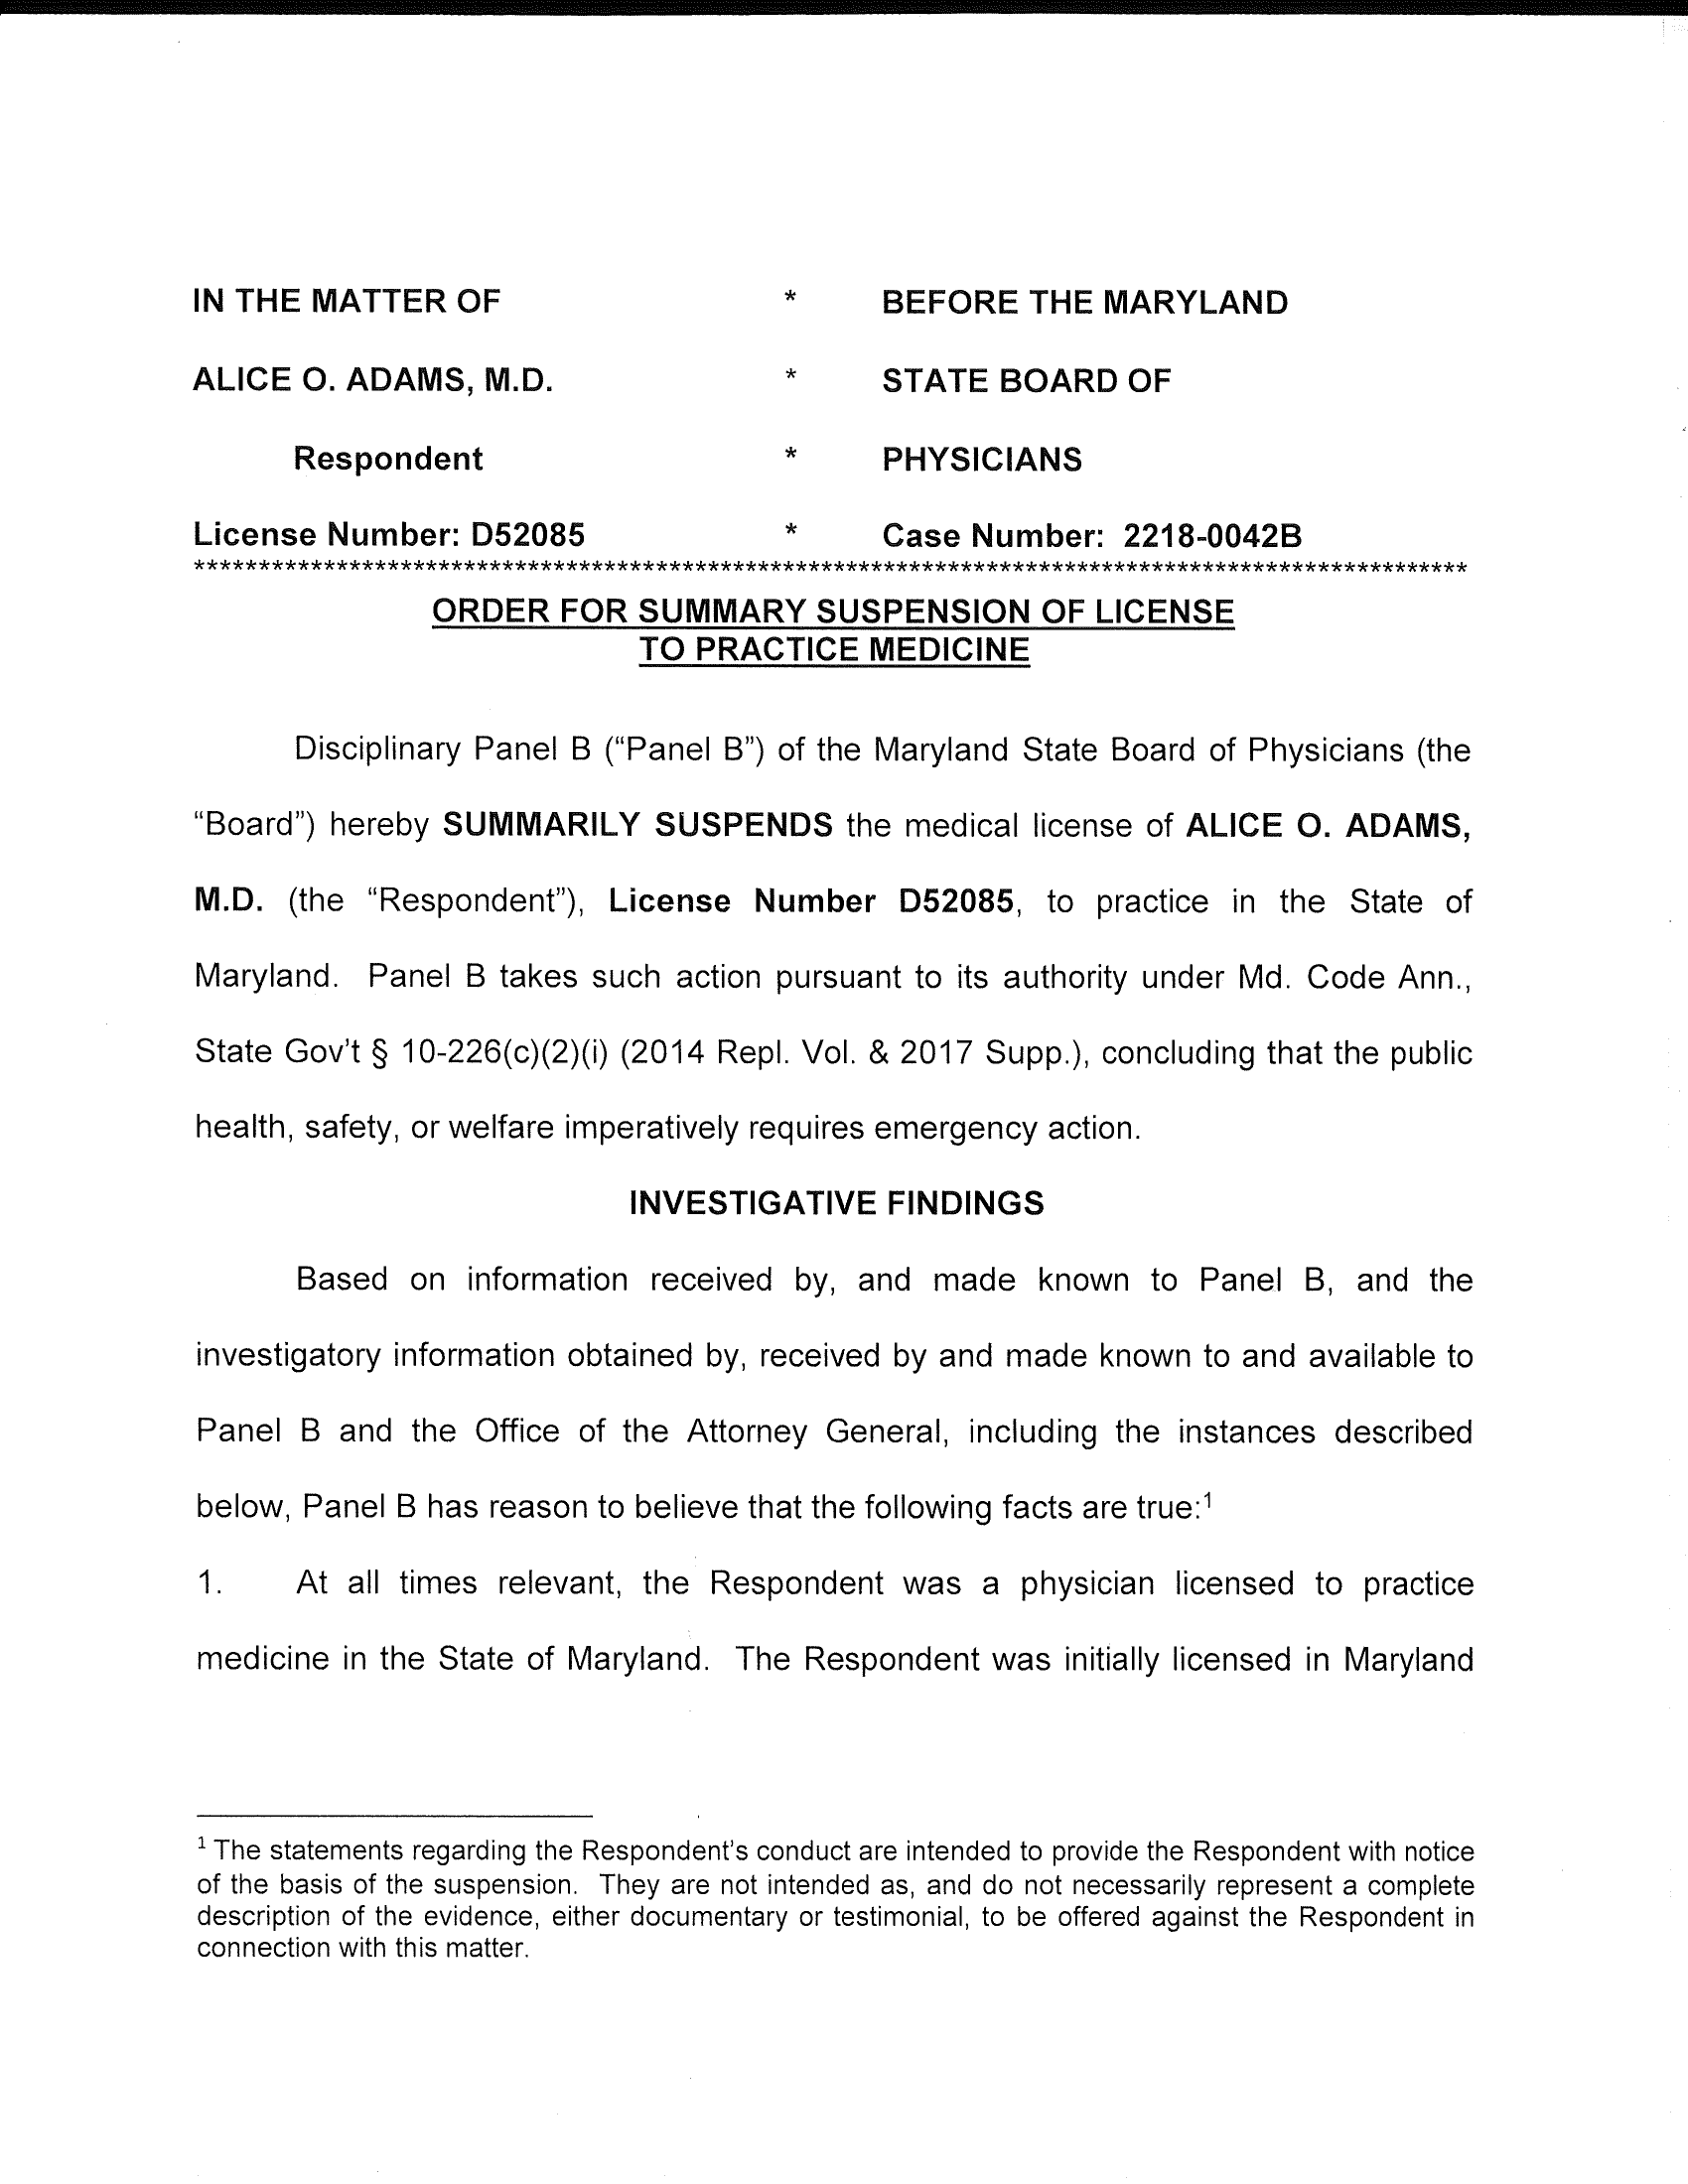 IN THE MATTER OF * BEFORE THE MARYLAND
ALICE O. ADAMS, M.D. * STATE BOARD OF
Respondent * PHYSICIANS
License Number: D52085 * Case Number: 2218-0042B
****************************************************************************************************
ORDER FOR SUMMARY SUSPENSION OF LICENSE
TO PRACTICE MEDICINE
Disciplinary Panel B (“Panel B”) of the Maryland State Board of Physicians (the
“Board”) hereby SUMMARILY SUSPENDS the medical license of ALICE O. ADAMS,
M.D. (the “Respondent”), License Number D52085, to practice in the State of
Maryland. Panel B takes such action pursuant to its authority under Md. Code Ann.,
State Gov’t § 10-226(c)(2)(i) (2014 Repl. Vol. & 2017 Supp.), concluding that the public
health, safety, or welfare imperatively requires emergency action.
INVESTIGATIVE FINDINGS
Based on information received by, and made known to Panel B, and the
investigatory information obtained by, received by and made known to and available to
Panel B and the Office of the Attorney General, including the instances described
below, Panel B has reason to believe that the following facts are true:¹
1. At all times relevant, the Respondent was a physician licensed to practice
medicine in the State of Maryland. The Respondent was initially licensed in Maryland
¹ The statements regarding the Respondent’s conduct are intended to provide the Respondent with notice
of the basis of the suspension. They are not intended as, and do not necessarily represent a complete
description of the evidence, either documentary or testimonial, to be offered against the Respondent in
connection with this matter.